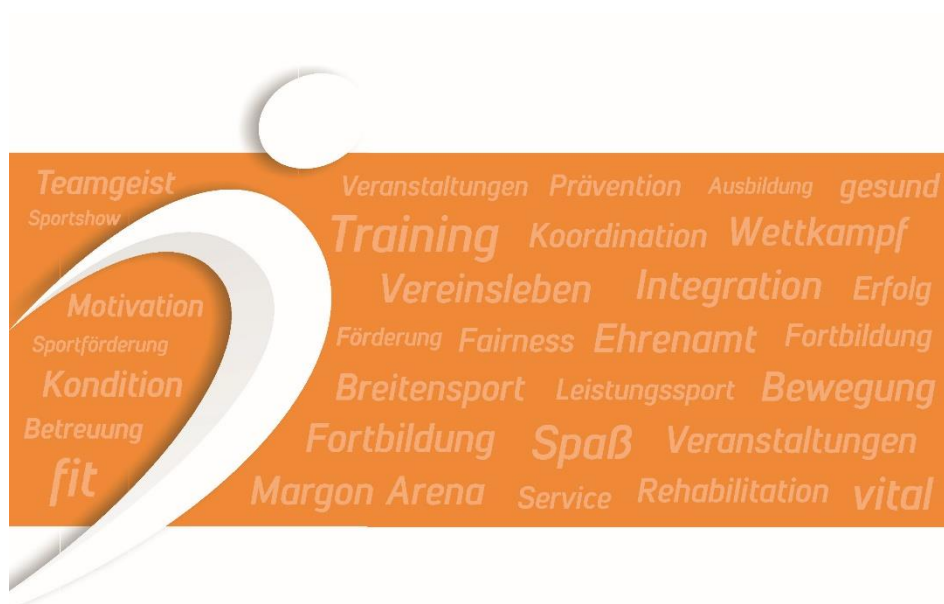 Teamgeist Veranstaltungen Prävention Ausbildung gesund
Sportshow Training Koordination Wettkampf
Motivation Vereinsleben Integration Erfolg
Sportförderung Förderung Fairness Ehrenamt Fortbildung
Kondition Breitensport Leistungssport Bewegung
Betreuung Fortbildung Spaß Veranstaltungen
fit Margon Arena Service Rehabilitation vital